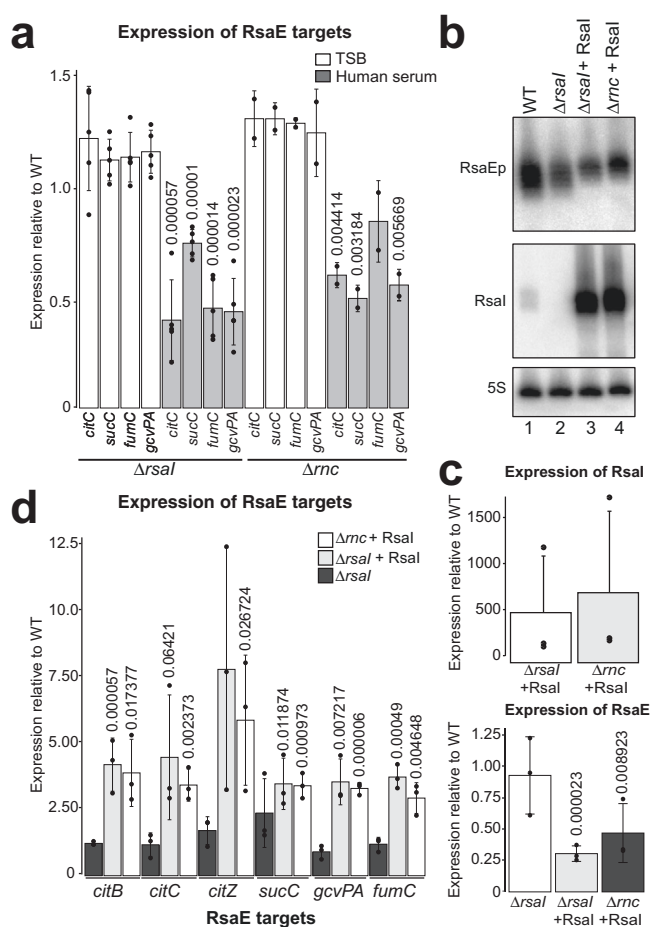 a
Expression of RsaE targets
TSB
Human serum
Expression relative to WT
1.5
1.0
0.5
0
0.000057
0.00001
0.000014
0.000023
0.004414
0.003184
0.005669
citC
sucC
fumC
gcvPA
citC
sucC
fumC
gcvPA
citC
sucC
fumC
gcvPA
citC
sucC
fumC
gcvPA
ΔrsaI
Δrnc
b
WT
ΔrsaI
ΔrsaI + RsaI
Δrnc + RsaI
RsaEp
RsaI
5S
1 2 3 4
c
Expression of RsaI
Expression relative to WT
1500
1000
500
0
ΔrsaI
+RsaI
Δrnc
+RsaI
Expression of RsaE
Expression relative to WT
1.25
1.00
0.75
0.50
0.25
0.00
0.000023
0.008923
ΔrsaI
ΔrsaI
+RsaI
Δrnc
+RsaI
d
Expression of RsaE targets
Δrnc + RsaI
ΔrsaI + RsaI
ΔrsaI
Expression relative to WT
12.5
10.0
7.50
5.00
2.50
0.00
0.000057
0.017377
0.06421
0.002373
0.026724
0.011874
0.000973
0.007217
0.000006
0.00049
0.004648
citB
citC
citZ
sucC
gcvPA
fumC
RsaE targets